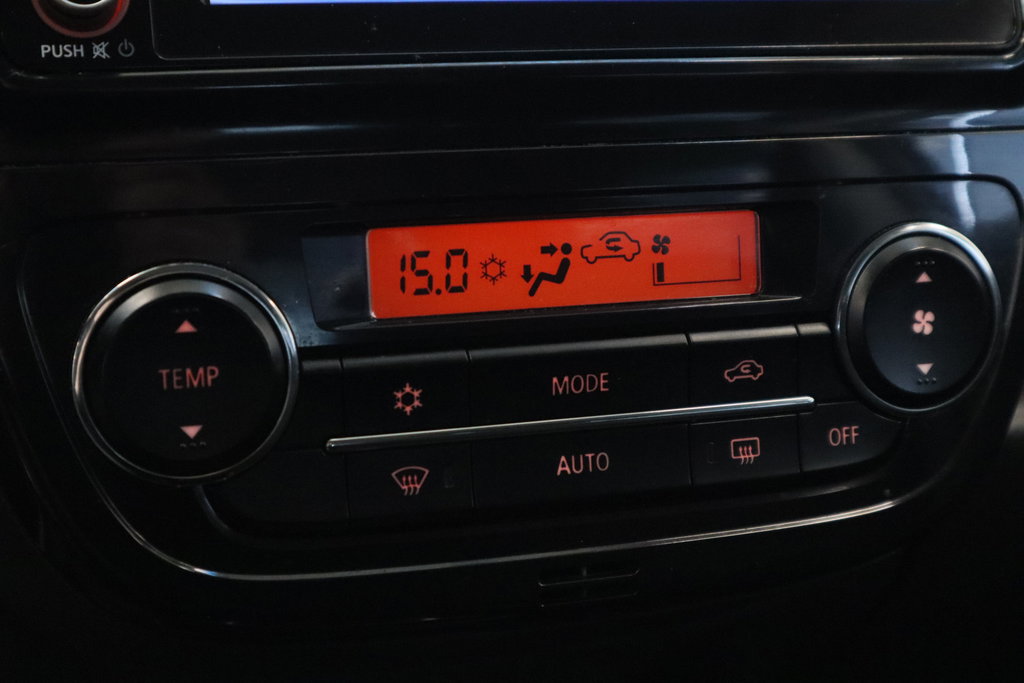 PUSH
15.0
TEMP
MODE
AUTO
OFF